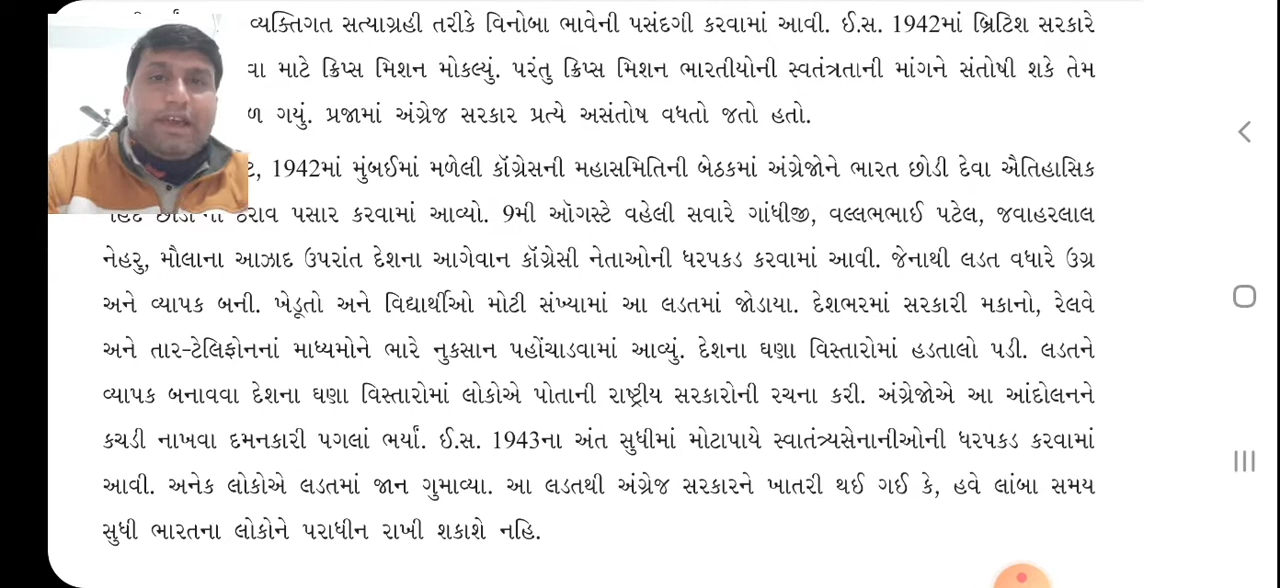 વ્યક્તિગત સત્યાગ્રહી તરીકે વિનોબા ભાવેની પસંદગી કરવામાં આવી. ઈ.સ. 1942માં બ્રિટિશ સરકારે
માટે ક્રિપ્સ મિશન મોકલ્યું. પરંતુ ક્રિપ્સ મિશન ભારતીયોની સ્વતંત્રતાની માંગને સંતોષી શકે તેમ
ગયું. પ્રજામાં અંગ્રેજ સરકાર પ્રત્યે અસંતોષ વધતો જતો હતો.
1942માં મુંબઈમાં મળેલી કૉંગ્રેસની મહાસમિતિની બેઠકમાં અંગ્રેજોને ભારત છોડી દેવા ઐતિહાસિક
ઠરાવ પસાર કરવામાં આવ્યો. 9મી ઑગસ્ટે વહેલી સવારે ગાંધીજી, વલ્લભભાઈ પટેલ, જવાહરલાલ
નેહરુ, મૌલાના આઝાદ ઉપરાંત દેશના આગેવાન કૉંગ્રેસી નેતાઓની ધરપકડ કરવામાં આવી. જેનાથી લડત વધારે ઉગ્ર
અને વ્યાપક બની. ખેડૂતો અને વિદ્યાર્થીઓ મોટી સંખ્યામાં આ લડતમાં જોડાયા. દેશભરમાં સરકારી મકાનો, રેલવે
અને તાર-ટેલિફોનનાં માધ્યમોને ભારે નુકસાન પહોંચાડવામાં આવ્યું. દેશના ઘણા વિસ્તારોમાં હડતાલો પડી. લડતને
વ્યાપક બનાવવા દેશના ઘણા વિસ્તારોમાં લોકોએ પોતાની રાષ્ટ્રીય સરકારોની રચના કરી. અંગ્રેજોએ આ આંદોલનને
કચડી નાખવા દમનકારી પગલાં ભર્યાં. ઈ.સ. 1943ના અંત સુધીમાં મોટાપાયે સ્વાતંત્ર્યસેનાનીઓની ધરપકડ કરવામાં
આવી. અનેક લોકોએ લડતમાં જાન ગુમાવ્યા. આ લડતથી અંગ્રેજ સરકારને ખાતરી થઈ ગઈ કે, હવે લાંબા સમય
સુધી ભારતના લોકોને પરાધીન રાખી શકાશે નહિ.